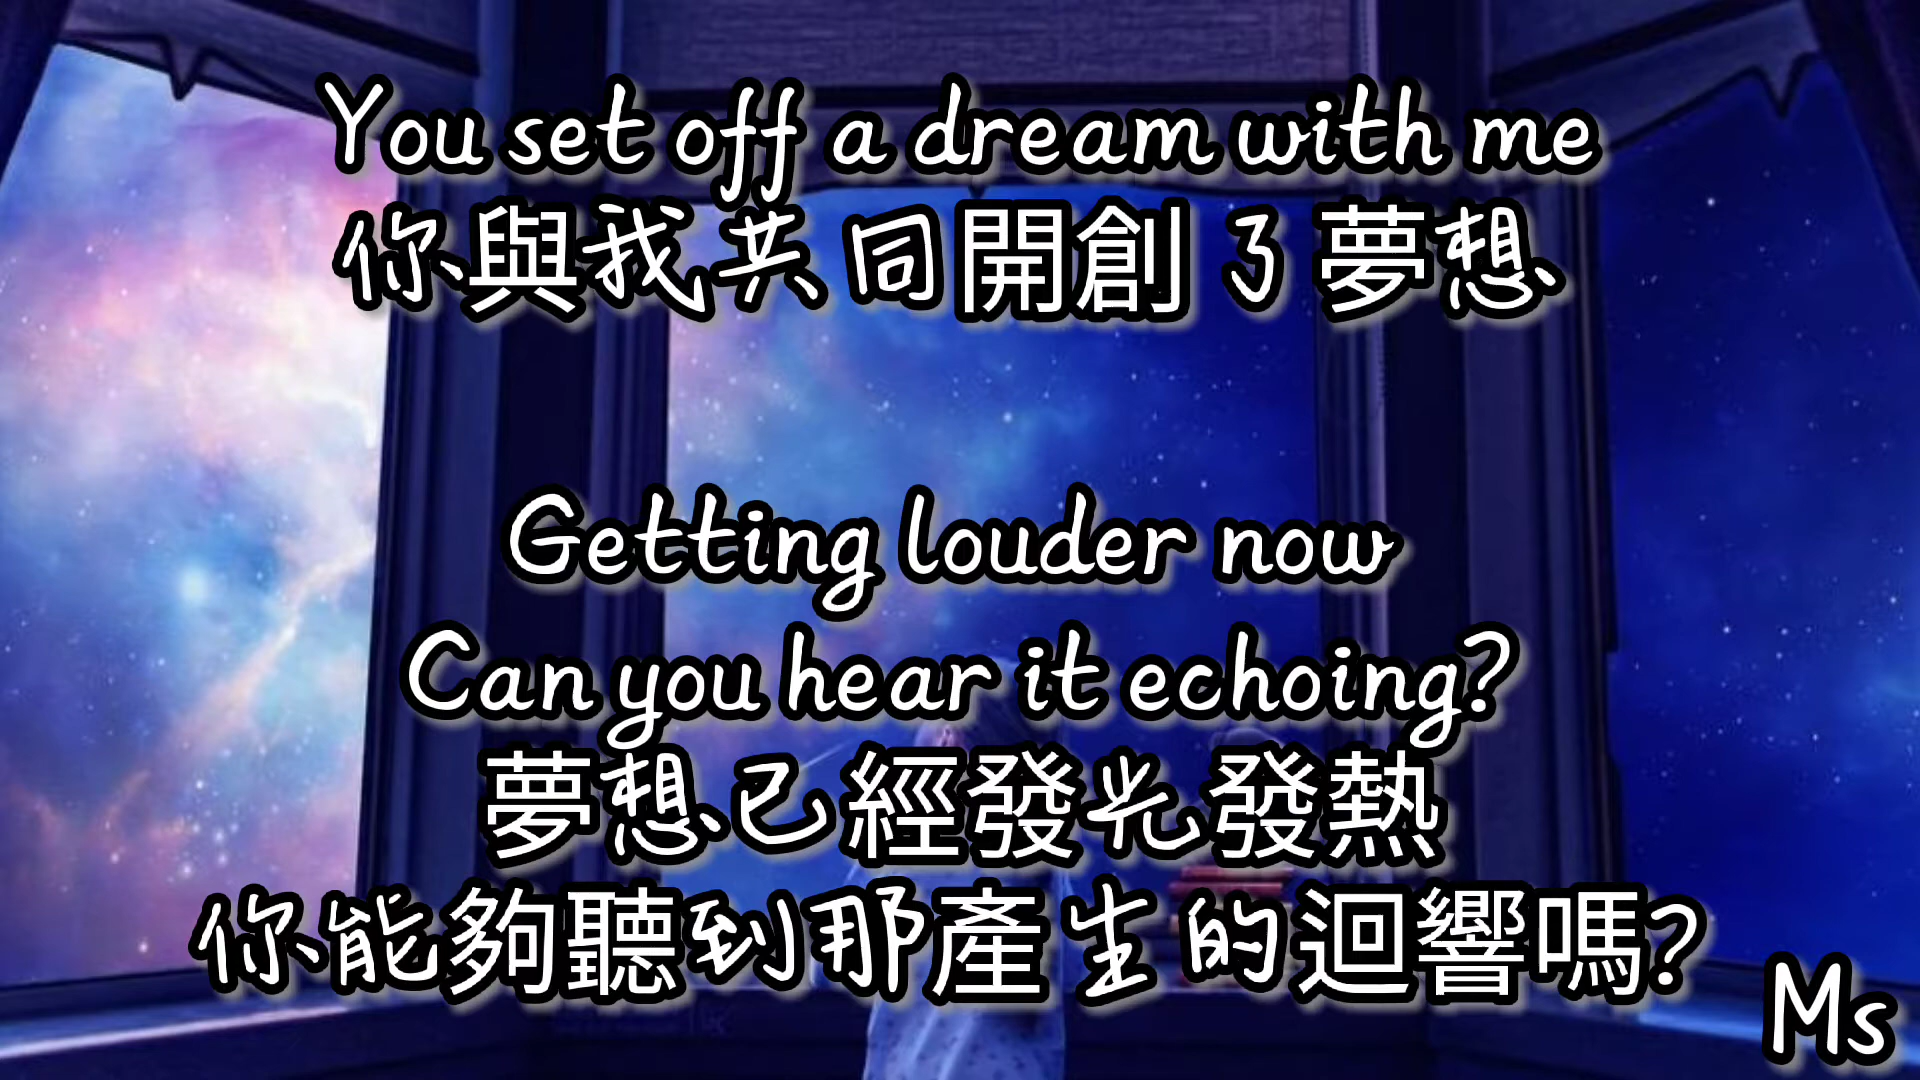 You set off a dream with me
你與我共同開創了夢想
Getting louder now
Can you hear it echoing?
夢想已經發光發熱
你能夠聽到那產生的迴響嗎?
Ms